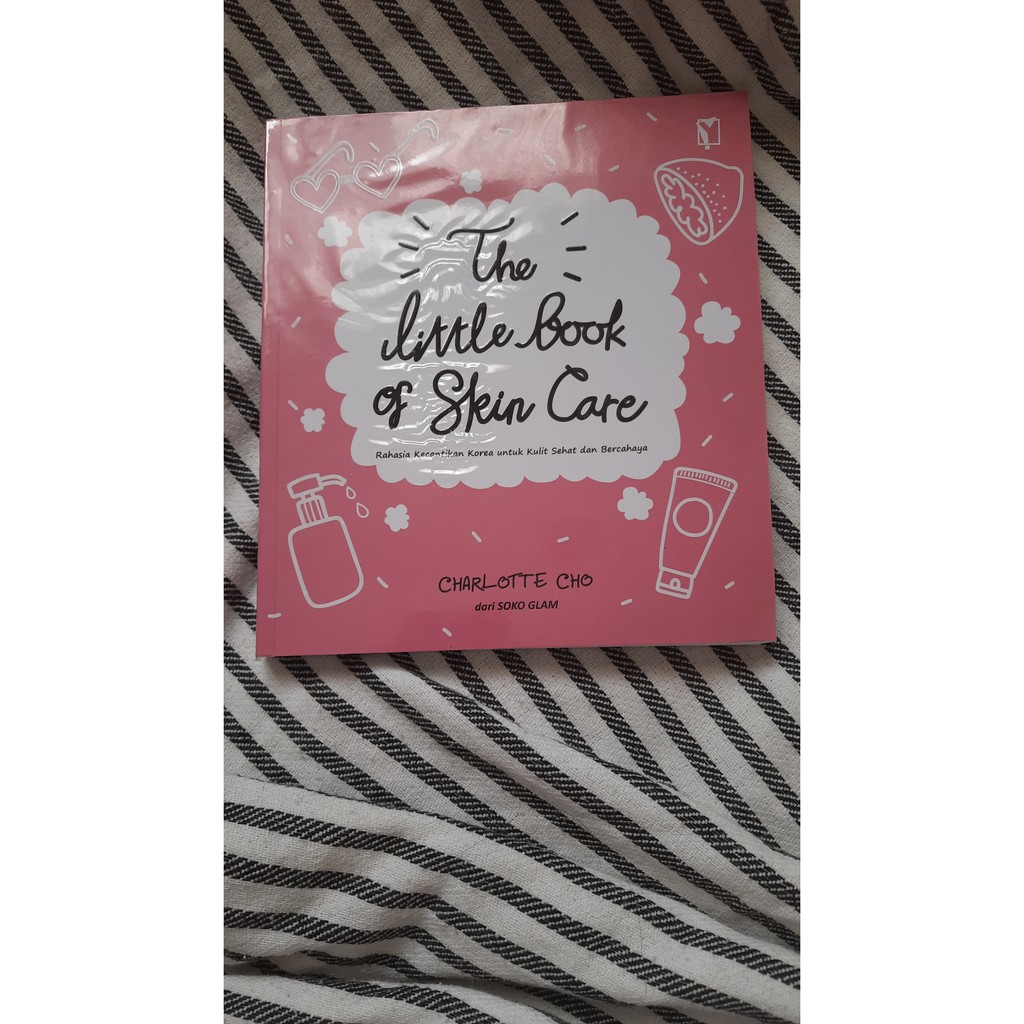 The
little Book
of Skin Care
Rahasia Kecantikan Korea untuk Kulit Sehat dan Bercahaya
CHARLOTTE CHO
dari SOKO GLAM